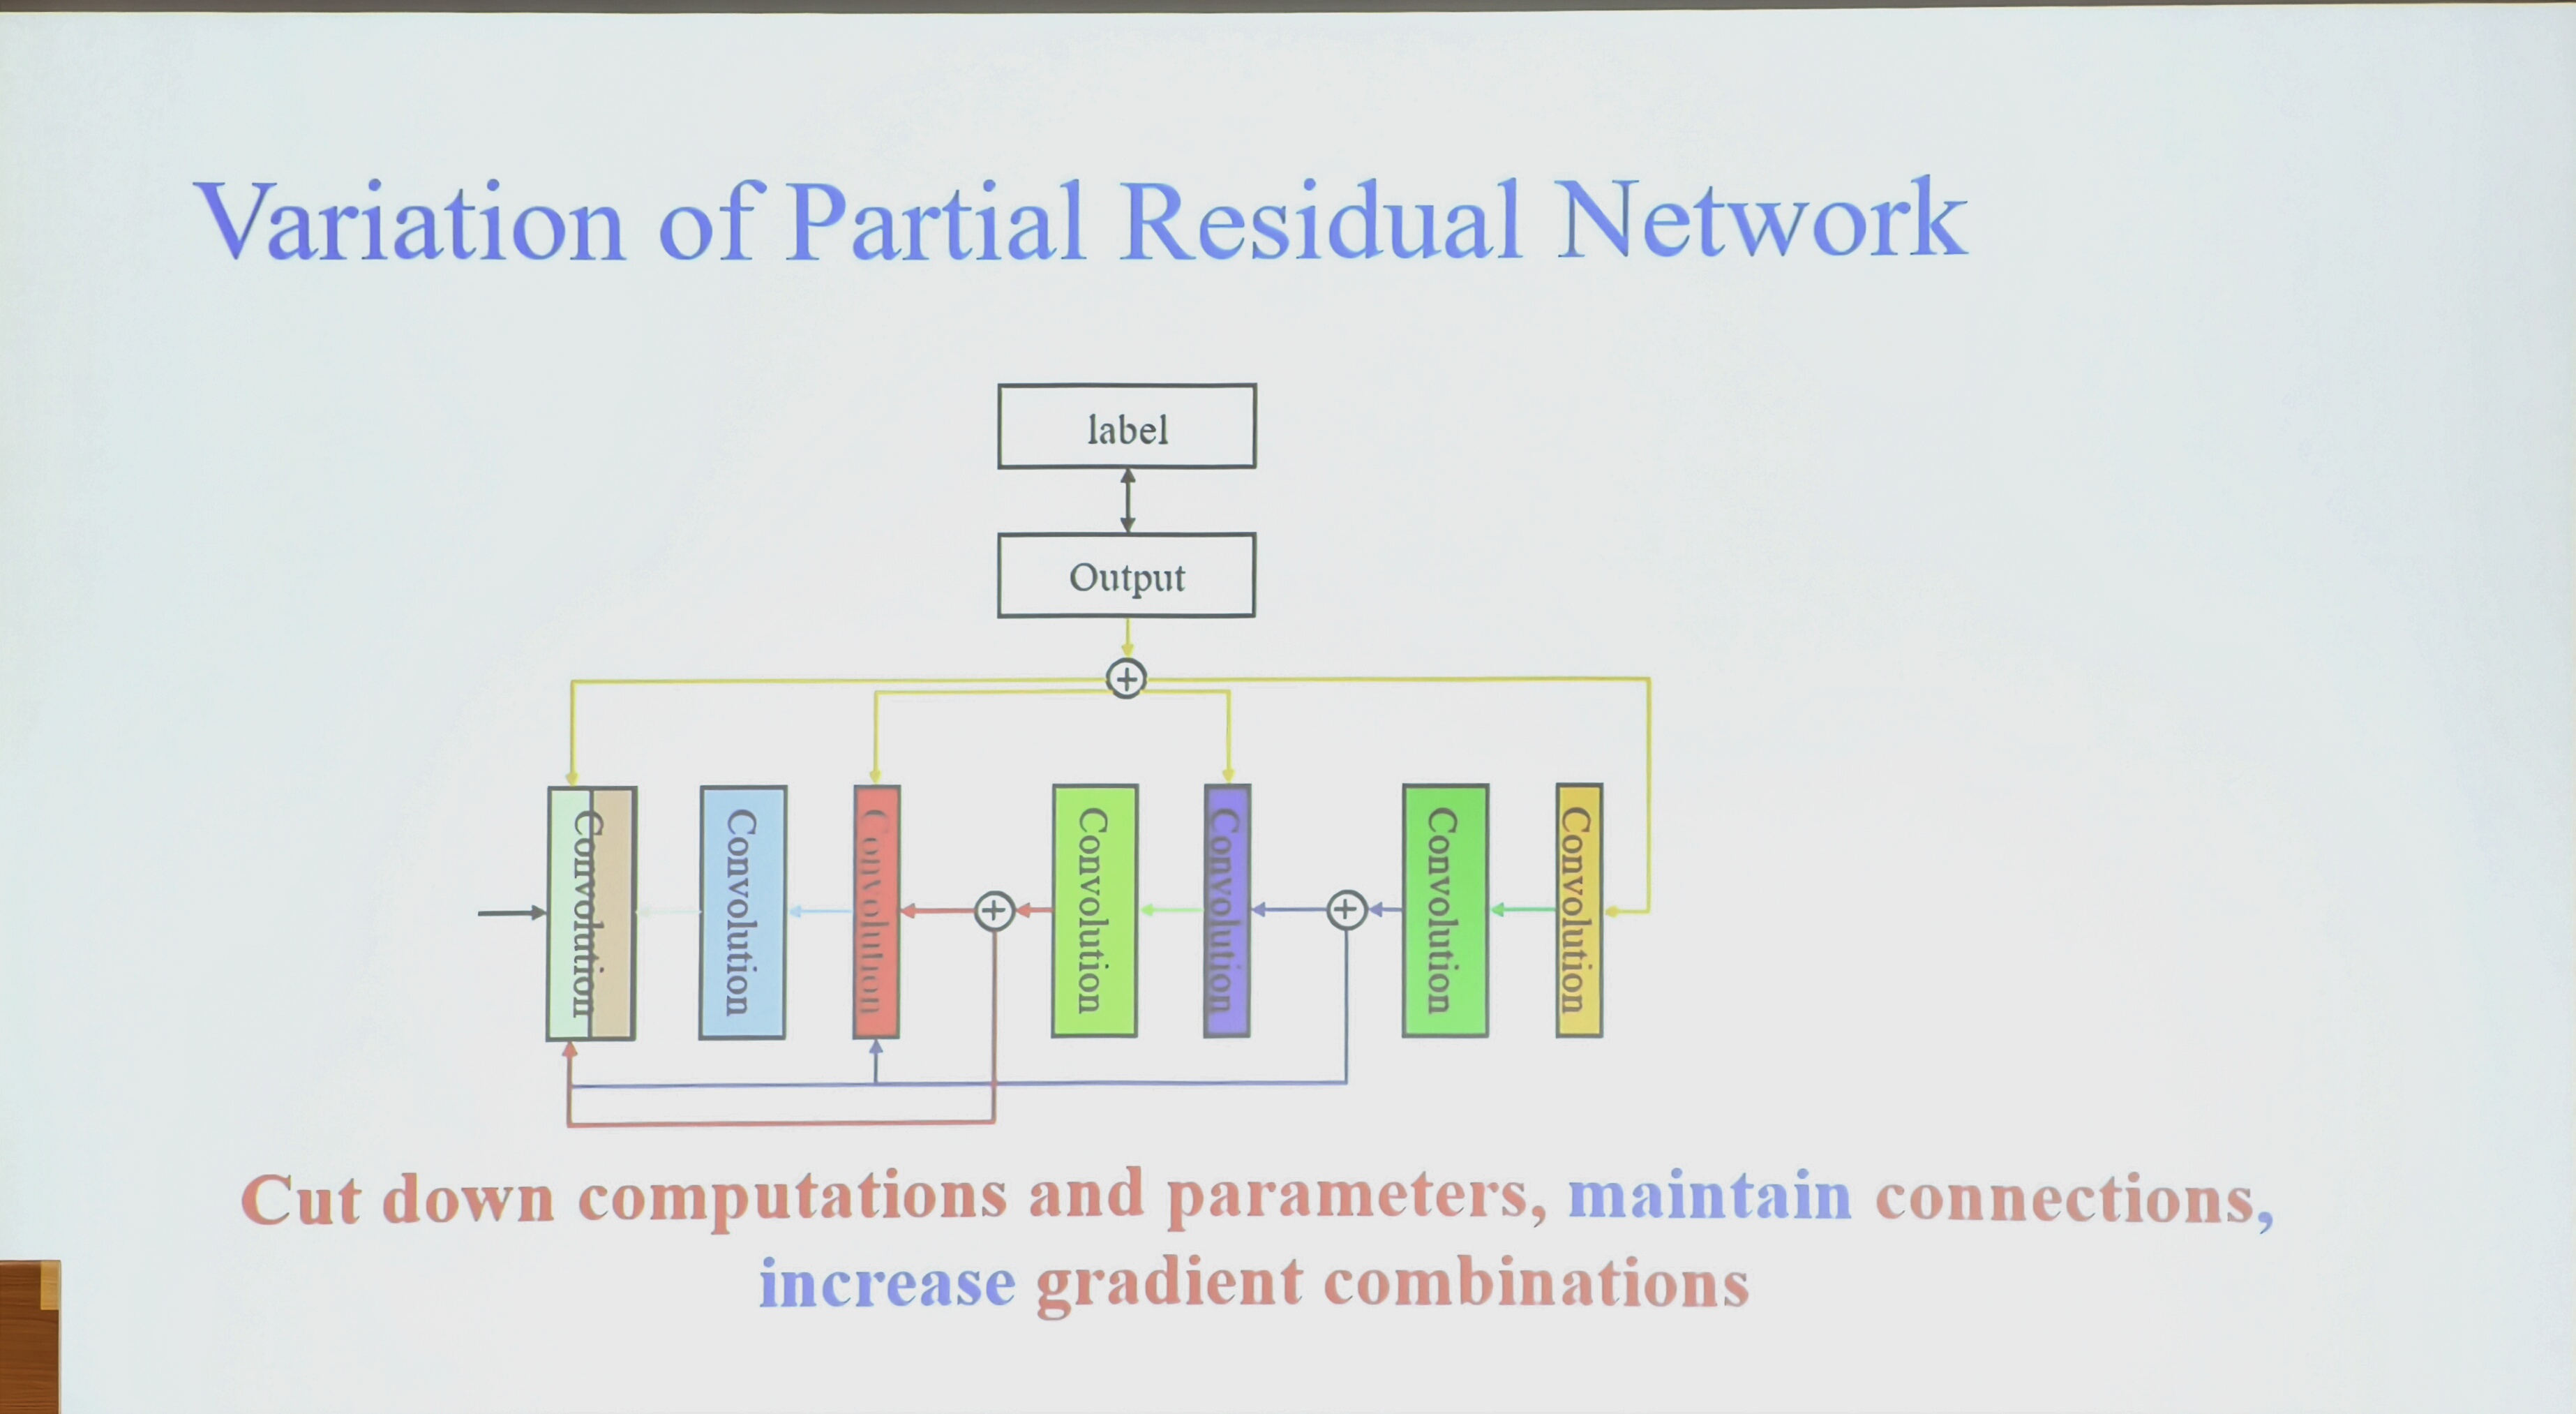 Variation of Partial Residual Network
label
Output
+
Convolution
Convolution
Convolution
+
Convolution
Convolution
+
Convolution
Convolution
Cut down computations and parameters, maintain connections,
increase gradient combinations